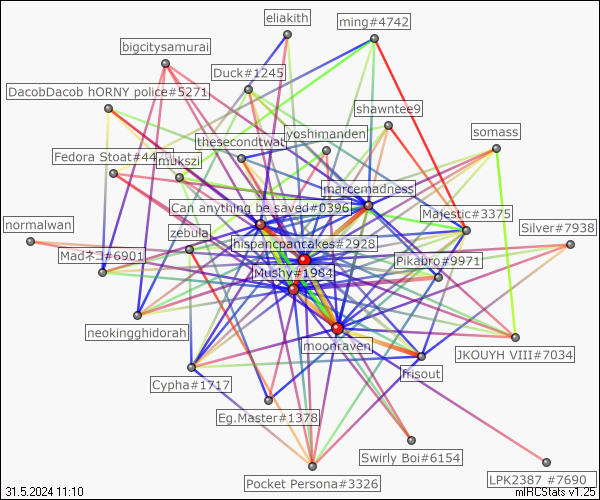 eliakith
ming#4742
bigcitysamurai
Duck#1245
DacobDacob hORNY police#5271
shawntee9
thesecondtwat
yoshimanden
somass
Fedora Stoat#44
mikszi
marcemadness
Can anything be saved#0396
Majestic#3375
normalwan
zebula
hispancpancakes#2928
Silver#7938
Madネコ#6901
Mushy#1984
Pikabro#9971
neokingghidorah
moonraven
JKOUYH VIII#7034
frisout
Cypha#1717
Eg.Master#1378
Swirly Boi#6154
Pocket Persona#3326
LPK2387 #7690
31.5.2024 11:10
mIRCStats v1.25